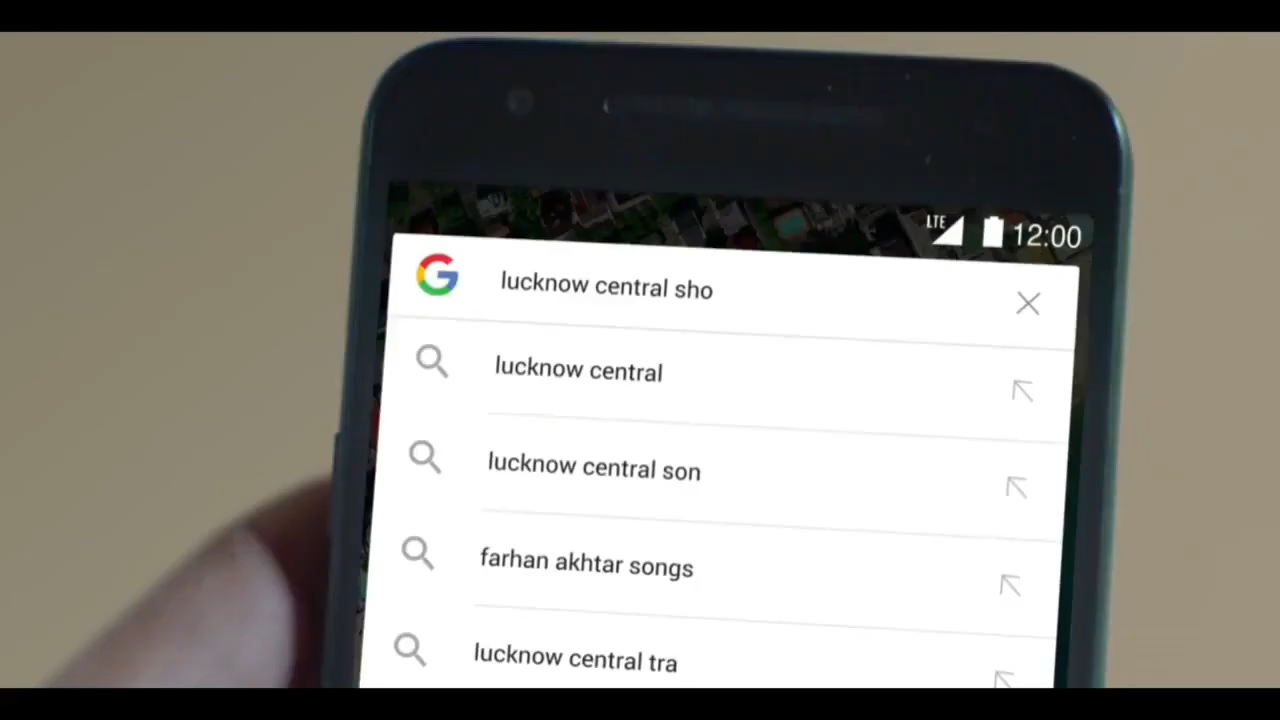 LTE 12:00
lucknow central sho
lucknow central
lucknow central son
farhan akhtar songs
lucknow central tra